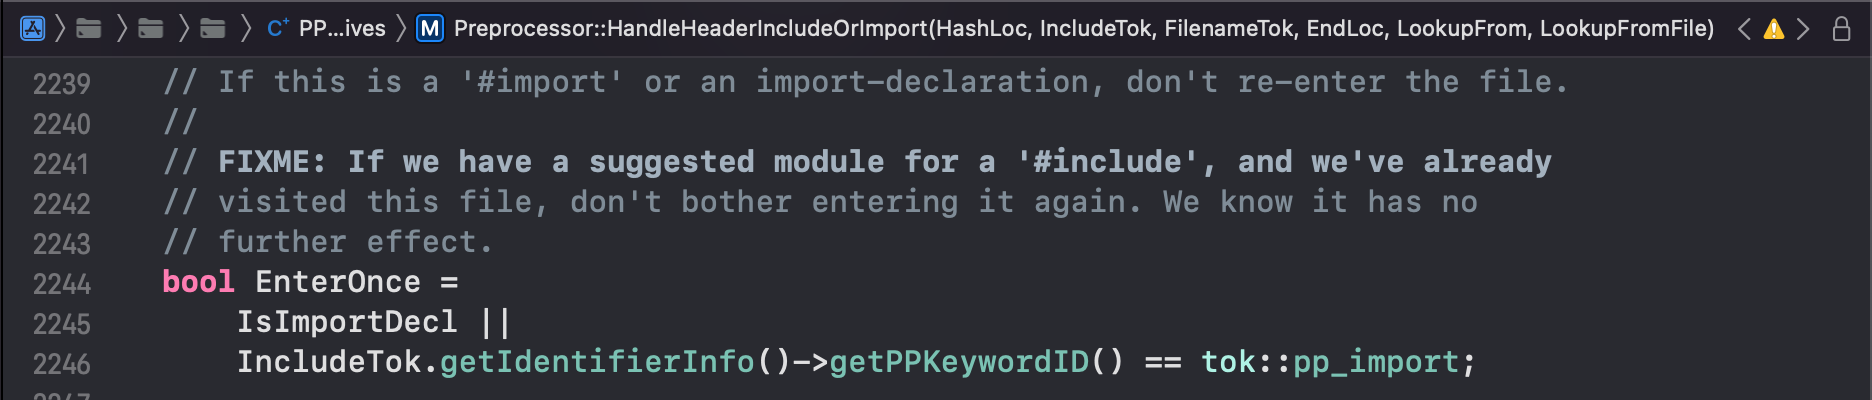 PP...ives M Preprocessor::HandleHeaderIncludeOrImport(HashLoc, IncludeTok, FilenameTok, EndLoc, LookupFrom, LookupFromFile)
2239 // If this is a '#import' or an import-declaration, don't re-enter the file.
2240 //
2241 // FIXME: If we have a suggested module for a '#include', and we've already
2242 // visited this file, don't bother entering it again. We know it has no
2243 // further effect.
2244 bool EnterOnce =
2245 IsImportDecl ||
2246 IncludeTok.getIdentifierInfo()->getPPKeywordID() == tok::pp_import;
2247